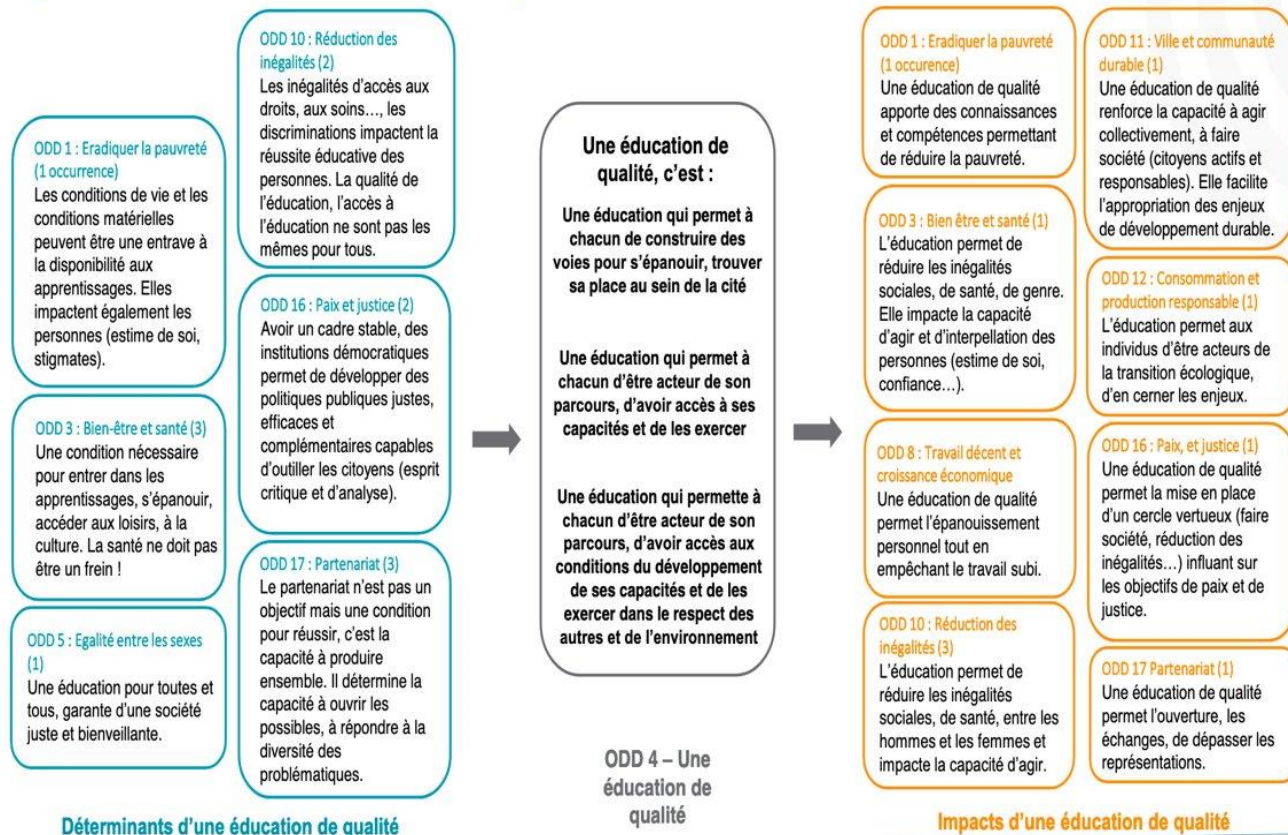 ODD 1 : Eradiquer la pauvreté
(1 occurrence)
Les conditions de vie et les
conditions matérielles
peuvent être une entrave à
la disponibilité aux
apprentissages. Elles
impactent également les
personnes (estime de soi,
stigmates).
ODD 3 : Bien-être et santé (3)
Une condition nécessaire
pour entrer dans les
apprentissages, s’épanouir,
accéder aux loisirs, à la
culture. La santé ne doit pas
être un frein !
ODD 5 : Egalité entre les sexes
(1)
Une éducation pour toutes et
tous, garante d’une société
juste et bienveillante.
ODD 10 : Réduction des
inégalités (2)
Les inégalités d’accès aux
droits, aux soins…, les
discriminations impactent la
réussite éducative des
personnes. La qualité de
l’éducation, l’accès à
l’éducation ne sont pas les
mêmes pour tous.
ODD 16 : Paix et justice (2)
Avoir un cadre stable, des
institutions démocratiques
permet de développer des
politiques publiques justes,
efficaces et
complémentaires capables
d’outiller les citoyens (esprit
critique et d’analyse).
ODD 17 : Partenariat (3)
Le partenariat n’est pas un
objectif mais une condition
pour réussir, c’est la
capacité à produire
ensemble. Il détermine la
capacité à ouvrir les
possibles, à répondre à la
diversité des
problématiques.
Déterminants d’une éducation de qualité
Une éducation de
qualité, c’est :
Une éducation qui permet à
chacun de construire des
voies pour s’épanouir, trouver
sa place au sein de la cité
Une éducation qui permet à
chacun d’être acteur de son
parcours, d’avoir accès à ses
capacités et de les exercer
Une éducation qui permette à
chacun d’être acteur de son
parcours, d’avoir accès aux
conditions du développement
de ses capacités et de les
exercer dans le respect des
autres et de l’environnement
ODD 4 – Une
éducation de
qualité
ODD 1 : Eradiquer la pauvreté
(1 occurence)
Une éducation de qualité
apporte des connaissances
et compétences permettant
de réduire la pauvreté.
ODD 3 : Bien être et santé (1)
L’éducation permet de
réduire les inégalités
sociales, de santé, de genre.
Elle impacte la capacité
d’agir et d’interpellation des
personnes (estime de soi,
confiance…).
ODD 8 : Travail décent et
croissance économique
Une éducation de qualité
permet l’épanouissement
personnel tout en
empêchant le travail subi.
ODD 10 : Réduction des
inégalités (3)
L’éducation permet de
réduire les inégalités
sociales, de santé, entre les
hommes et les femmes et
impacte la capacité d’agir.
ODD 11 : Ville et communauté
durable (1)
Une éducation de qualité
renforce la capacité à agir
collectivement, à faire
société (citoyens actifs et
responsables). Elle facilite
l’appropriation des enjeux
de développement durable.
ODD 12 : Consommation et
production responsable (1)
L’éducation permet aux
individus d’être acteurs de
la transition écologique,
d’en cerner les enjeux.
ODD 16 : Paix, et justice (1)
Une éducation de qualité
permet la mise en place
d’un cercle vertueux (faire
société, réduction des
inégalités…) influant sur
les objectifs de paix et de
justice.
ODD 17 Partenariat (1)
Une éducation de qualité
permet l’ouverture, les
échanges, de dépasser les
représentations.
Impacts d’une éducation de qualité